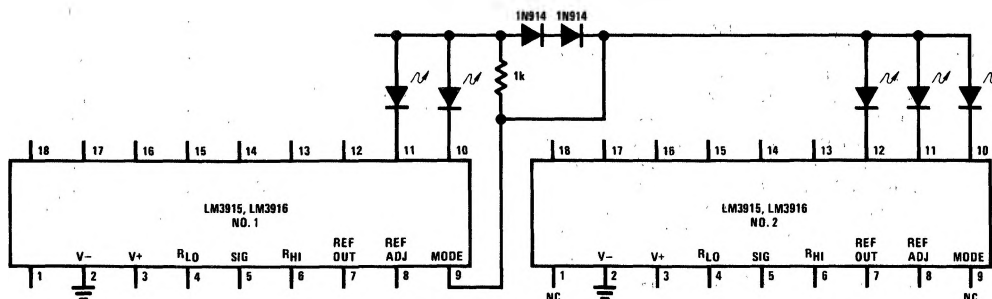 1N914 1N914
1k
18 17 16 15 14 13 12 11 10
LM3915, LM3916
NO. 1
V− V+ RLO SIG RHI REF OUT REF ADJ MODE
1 2 3 4 5 6 7 8 9
18 17 16 15 14 13 12 11 10
LM3915, LM3916
NO. 2
V− V+ RLO SIG RHI REF OUT REF ADJ MODE
1 2 3 4 5 6 7 8 9
NC NC